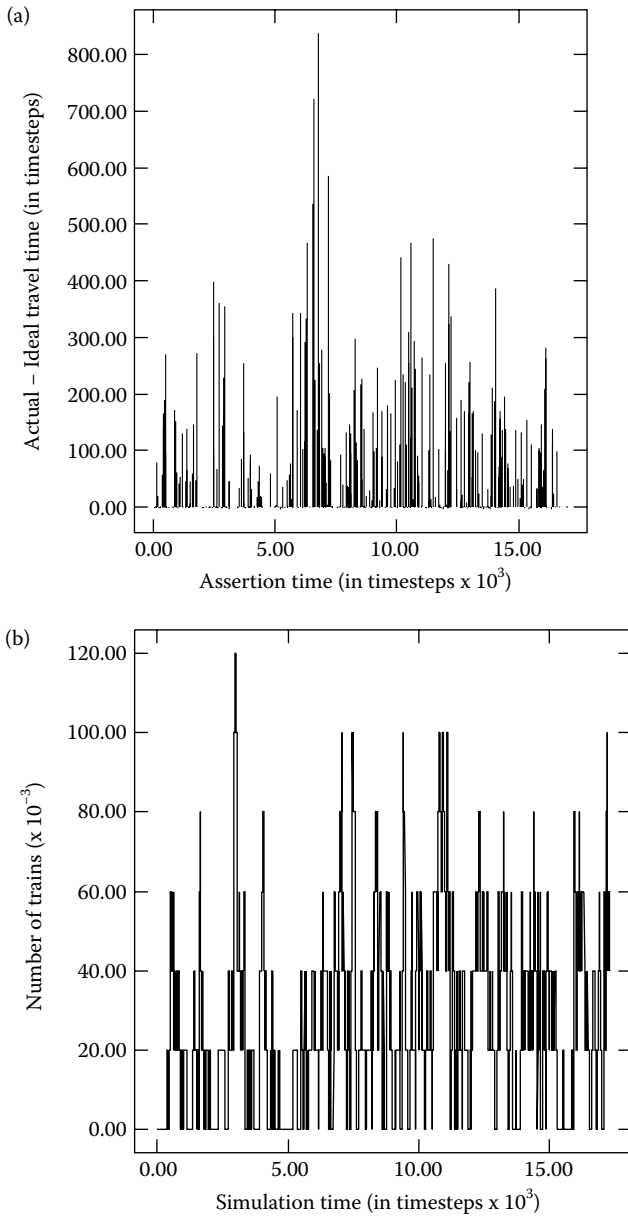 (a)
800.00
700.00
600.00
500.00
400.00
300.00
200.00
100.00
0.00
Actual – Ideal travel time (in timesteps)
0.00 5.00 10.00 15.00
Assertion time (in timesteps x 10³)
(b)
120.00
100.00
80.00
60.00
40.00
20.00
0.00
Number of trains (x 10⁻³)
0.00 5.00 10.00 15.00
Simulation time (in timesteps x 10³)